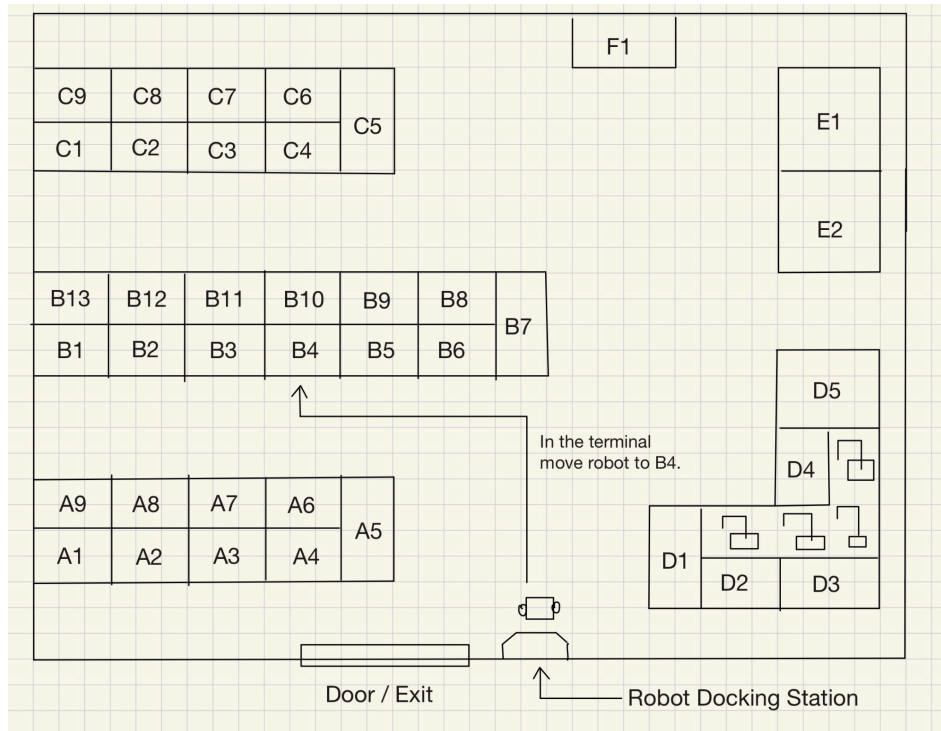 F1
C9 C8 C7 C6
C5
C1 C2 C3 C4
E1
E2
B13 B12 B11 B10 B9 B8
B7
B1 B2 B3 B4 B5 B6
In the terminal
move robot to B4.
D5
D4
A9 A8 A7 A6
A5
A1 A2 A3 A4
D1
D2 D3
Door / Exit
Robot Docking Station